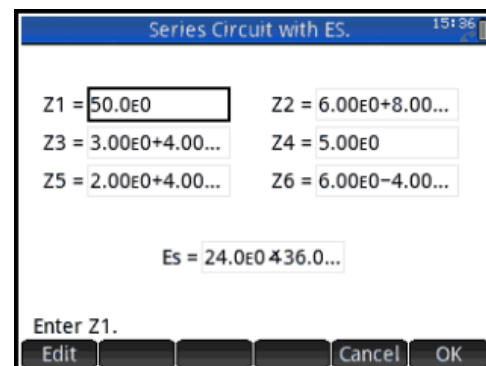 Series Circuit with ES. 15:36
Z1 = 50.0E0 Z2 = 6.00E0+8.00...
Z3 = 3.00E0+4.00... Z4 = 5.00E0
Z5 = 2.00E0+4.00... Z6 = 6.00E0−4.00...
Es = 24.0E0∡36.0...
Enter Z1.
Edit Cancel OK